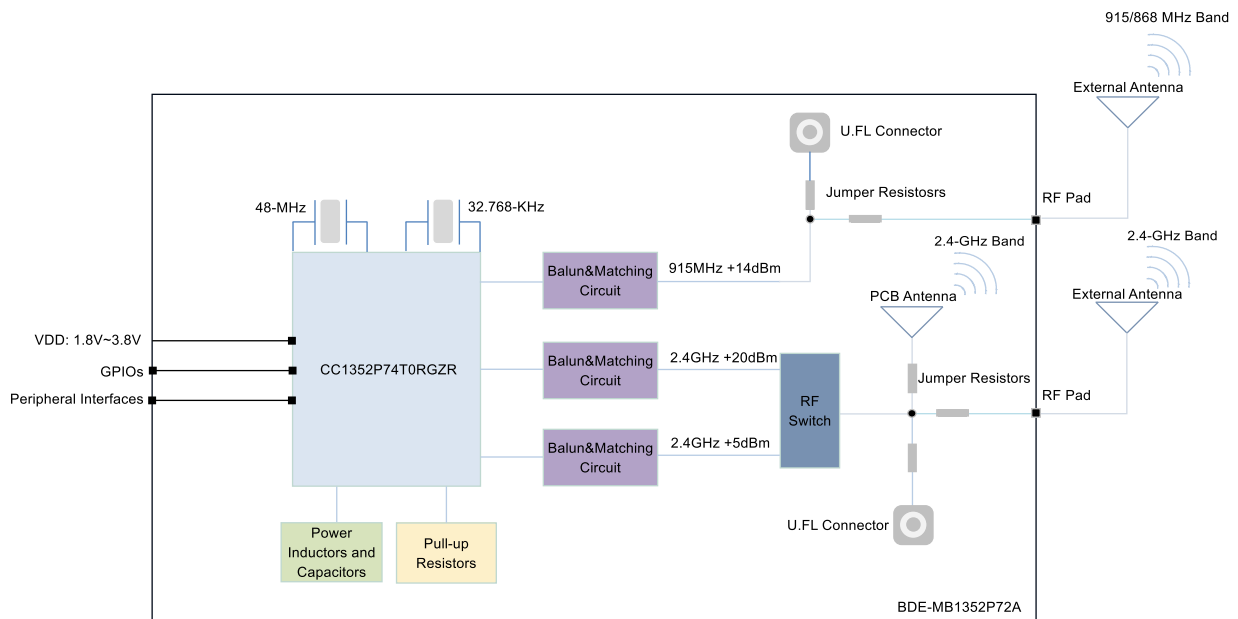 915/868 MHz Band
External Antenna
U.FL Connector
Jumper Resistosrs
RF Pad
48-MHz
32.768-KHz
2.4-GHz Band
2.4-GHz Band
Balun&Matching
Circuit
915MHz +14dBm
PCB Antenna
External Antenna
VDD: 1.8V~3.8V
GPIOs
Peripheral Interfaces
CC1352P74T0RGZR
Balun&Matching
Circuit
2.4GHz +20dBm
Jumper Resistors
RF Pad
RF
Switch
Balun&Matching
Circuit
2.4GHz +5dBm
U.FL Connector
Power
Inductors and
Capacitors
Pull-up
Resistors
BDE-MB1352P72A